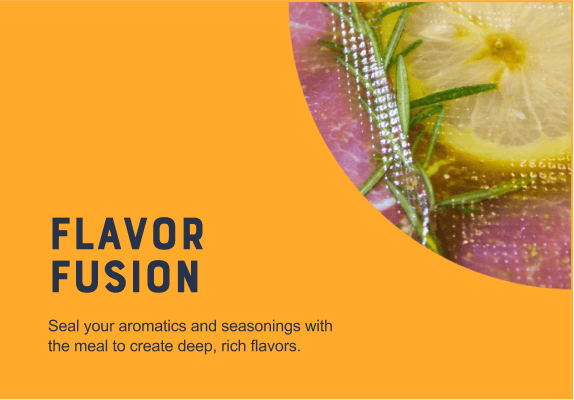 FLAVOR
FUSION
Seal your aromatics and seasonings with
the meal to create deep, rich flavors.